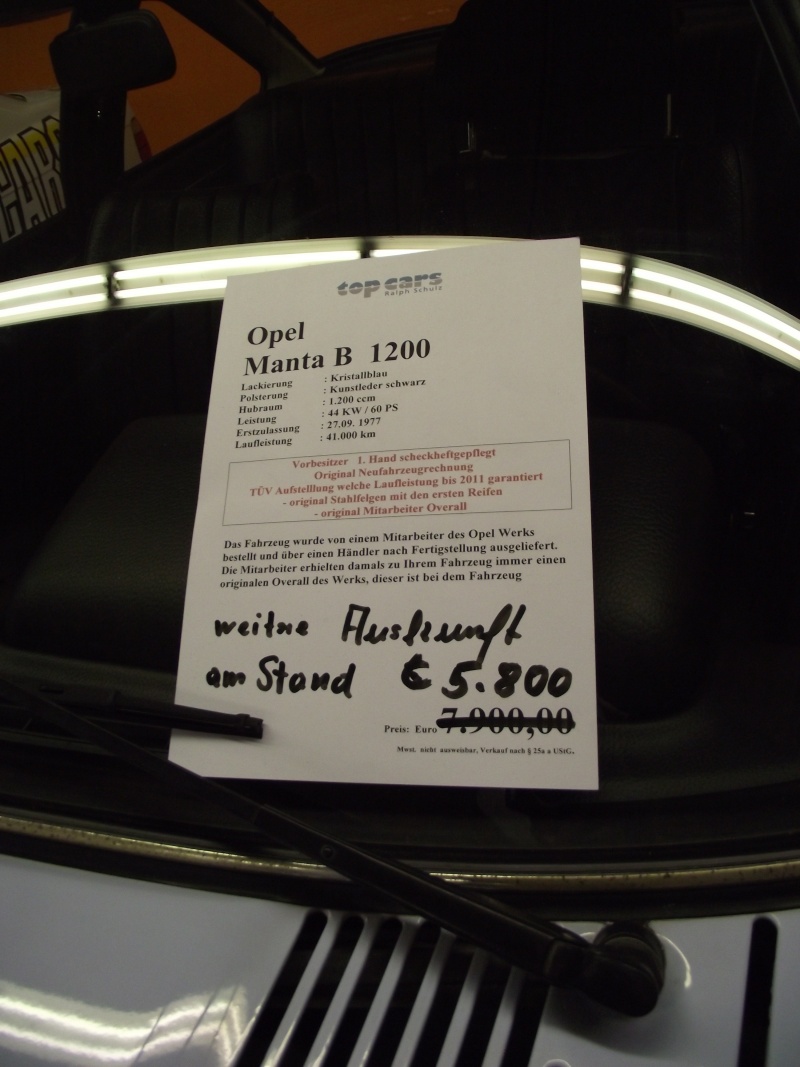 CARS
top cars
Ralph Schulz
Opel
Manta B 1200
Lackierung : Kristallblau
Polsterung : Kunstleder schwarz
Hubraum : 1.200 ccm
Leistung : 44 KW / 60 PS
Erstzulassung : 27.09. 1977
Laufleistung : 41.000 km
Vorbesitzer 1. Hand scheckheftgepflegt
Original Neufahrzeugrechnung
TÜV Aufstelllung welche Laufleistung bis 2011 garantiert
- original Stahlfelgen mit den ersten Reifen
- original Mitarbeiter Overall
Das Fahrzeug wurde von einem Mitarbeiter des Opel Werks
bestellt und über einen Händler nach Fertigstellung ausgeliefert.
Die Mitarbeiter erhielten damals zu Ihrem Fahrzeug immer einen
originalen Overall des Werks, dieser ist bei dem Fahrzeug
weitere Auskunft
am Stand € 5.800
Preis: Euro 7.900,00
Mwst. nicht ausweisbar, Verkauf nach § 25a a UStG.